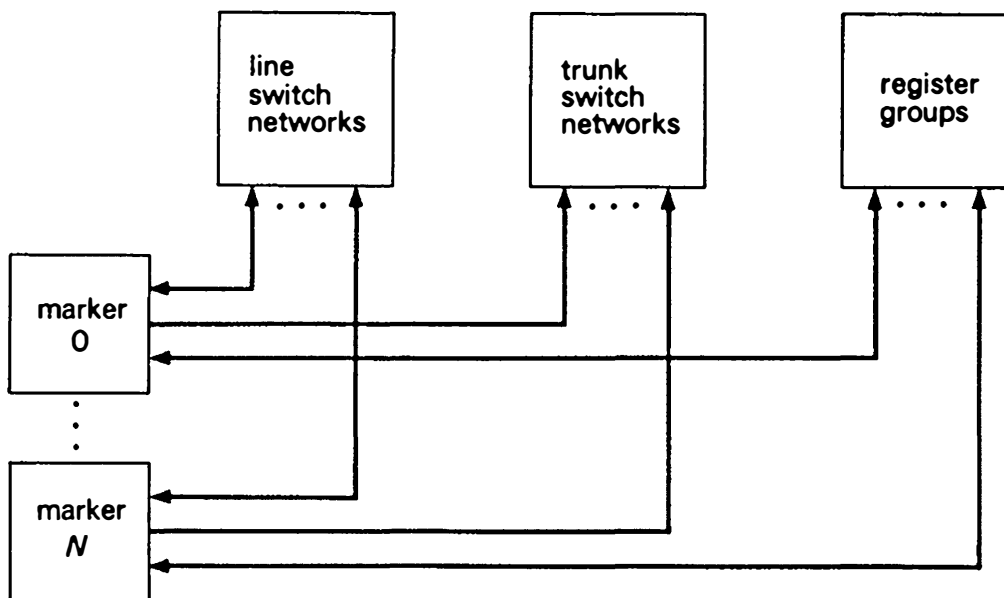 line
switch
networks
trunk
switch
networks
register
groups
marker
0
marker
N